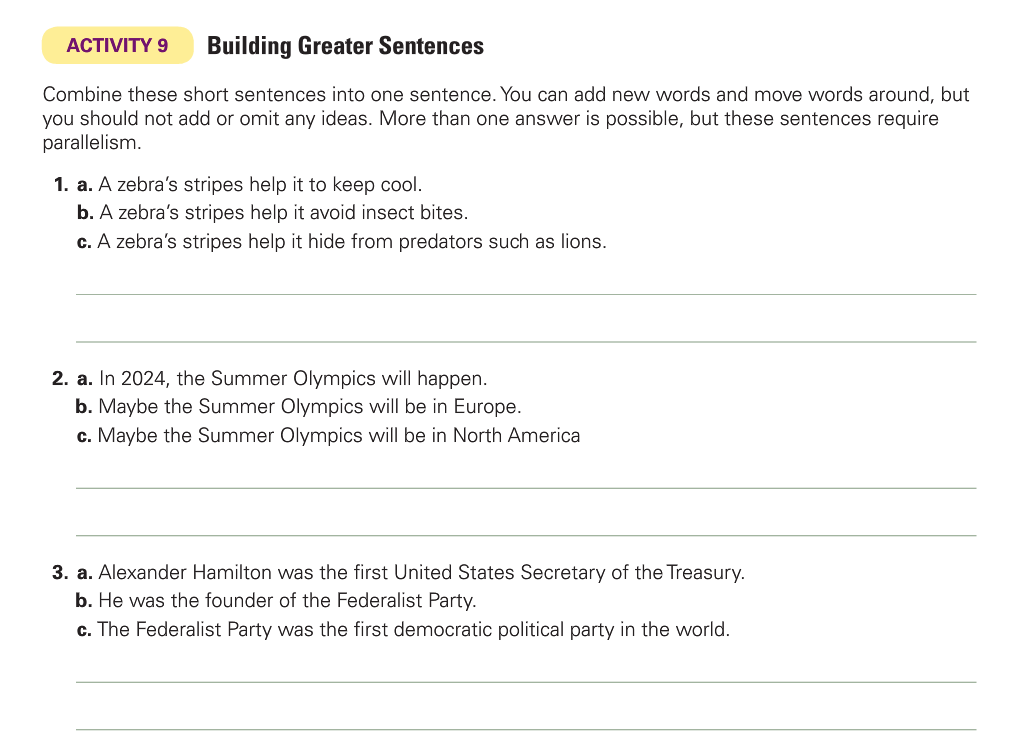 ACTIVITY 9 Building Greater Sentences
Combine these short sentences into one sentence. You can add new words and move words around, but
you should not add or omit any ideas. More than one answer is possible, but these sentences require
parallelism.
1. a. A zebra’s stripes help it to keep cool.
b. A zebra’s stripes help it avoid insect bites.
c. A zebra’s stripes help it hide from predators such as lions.
2. a. In 2024, the Summer Olympics will happen.
b. Maybe the Summer Olympics will be in Europe.
c. Maybe the Summer Olympics will be in North America
3. a. Alexander Hamilton was the first United States Secretary of the Treasury.
b. He was the founder of the Federalist Party.
c. The Federalist Party was the first democratic political party in the world.